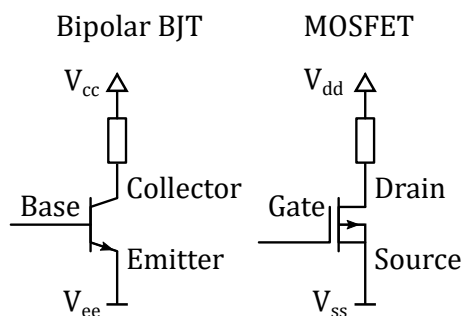 Bipolar BJT
MOSFET
Vcc
Vdd
Collector
Drain
Base
Gate
Emitter
Source
Vee
Vss